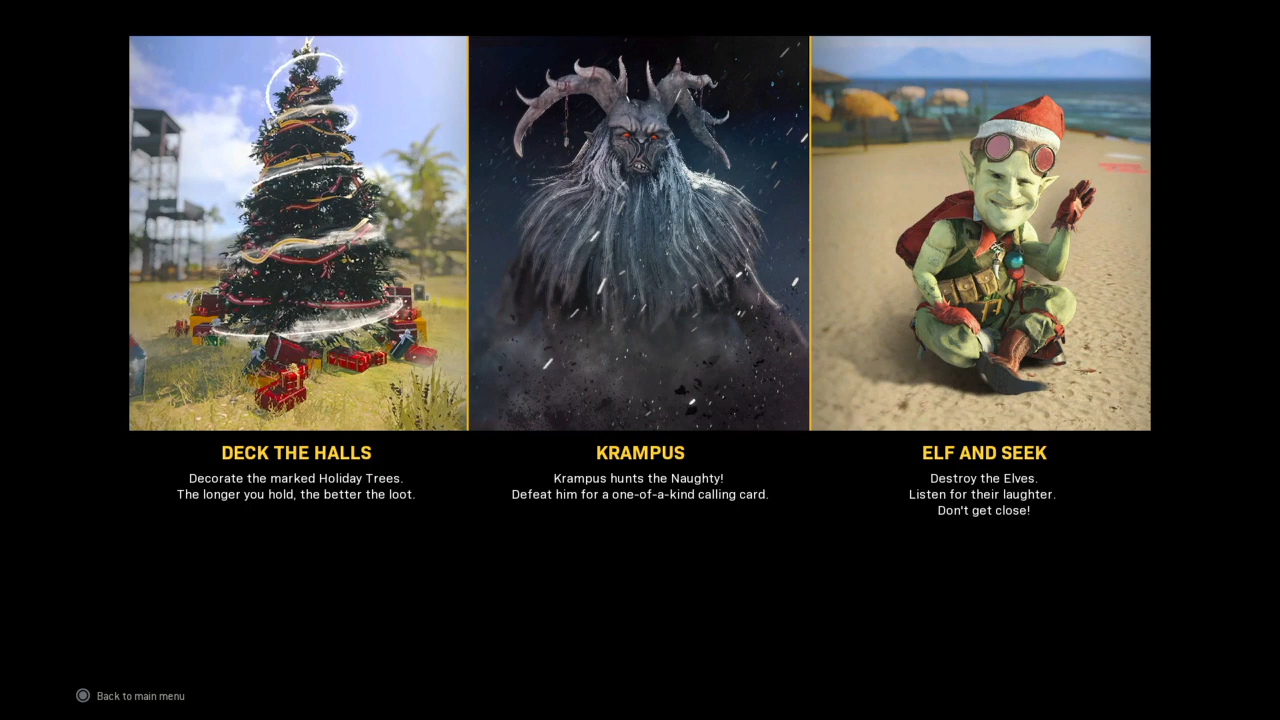 DECK THE HALLS
Decorate the marked Holiday Trees.
The longer you hold, the better the loot.
KRAMPUS
Krampus hunts the Naughty!
Defeat him for a one-of-a-kind calling card.
ELF AND SEEK
Destroy the Elves.
Listen for their laughter.
Don't get close!
Back to main menu